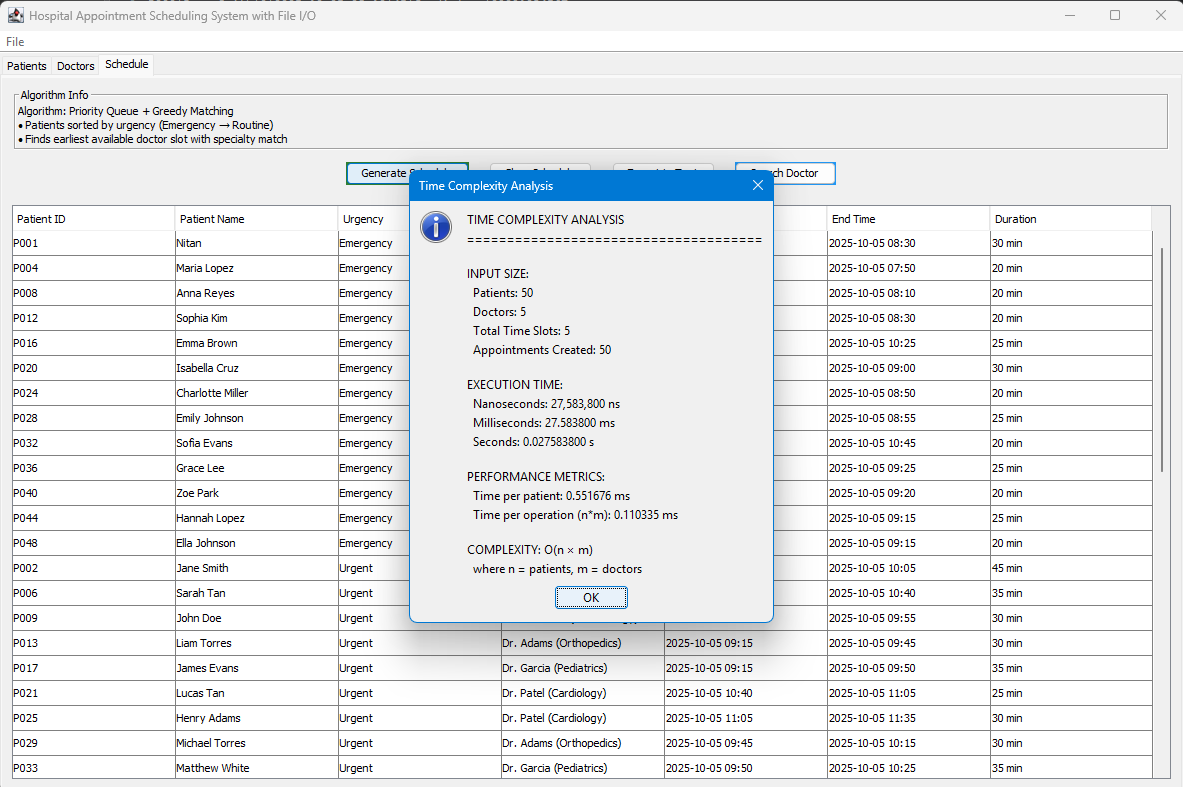 Hospital Appointment Scheduling System with File I/O
File
Patients Doctors Schedule
Algorithm Info
Algorithm: Priority Queue + Greedy Matching
• Patients sorted by urgency (Emergency → Routine)
• Finds earliest available doctor slot with specialty match
Generate Doctor
Time Complexity Analysis
TIME COMPLEXITY ANALYSIS
=====================================
INPUT SIZE:
Patients: 50
Doctors: 5
Total Time Slots: 5
Appointments Created: 50
EXECUTION TIME:
Nanoseconds: 27,583,800 ns
Milliseconds: 27.583800 ms
Seconds: 0.027583800 s
PERFORMANCE METRICS:
Time per patient: 0.551676 ms
Time per operation (n*m): 0.110335 ms
COMPLEXITY: O(n × m)
where n = patients, m = doctors
OK
Patient ID Patient Name Urgency End Time Duration
P001 Nitan Emergency 2025-10-05 08:30 30 min
P004 Maria Lopez Emergency 2025-10-05 07:50 20 min
P008 Anna Reyes Emergency 2025-10-05 08:10 20 min
P012 Sophia Kim Emergency 2025-10-05 08:30 20 min
P016 Emma Brown Emergency 2025-10-05 10:25 25 min
P020 Isabella Cruz Emergency 2025-10-05 09:00 30 min
P024 Charlotte Miller Emergency 2025-10-05 08:50 20 min
P028 Emily Johnson Emergency 2025-10-05 08:55 25 min
P032 Sofia Evans Emergency 2025-10-05 10:45 20 min
P036 Grace Lee Emergency 2025-10-05 09:25 25 min
P040 Zoe Park Emergency 2025-10-05 09:20 20 min
P044 Hannah Lopez Emergency 2025-10-05 09:15 25 min
P048 Ella Johnson Emergency 2025-10-05 09:15 20 min
P002 Jane Smith Urgent 2025-10-05 10:05 45 min
P006 Sarah Tan Urgent 2025-10-05 10:40 35 min
P009 John Doe Urgent 2025-10-05 09:55 30 min
P013 Liam Torres Urgent Dr. Adams (Orthopedics) 2025-10-05 09:15 2025-10-05 09:45 30 min
P017 James Evans Urgent Dr. Garcia (Pediatrics) 2025-10-05 09:15 2025-10-05 09:50 35 min
P021 Lucas Tan Urgent Dr. Patel (Cardiology) 2025-10-05 10:40 2025-10-05 11:05 25 min
P025 Henry Adams Urgent Dr. Patel (Cardiology) 2025-10-05 11:05 2025-10-05 11:35 30 min
P029 Michael Torres Urgent Dr. Adams (Orthopedics) 2025-10-05 09:45 2025-10-05 10:15 30 min
P033 Matthew White Urgent Dr. Garcia (Pediatrics) 2025-10-05 09:50 2025-10-05 10:25 35 min